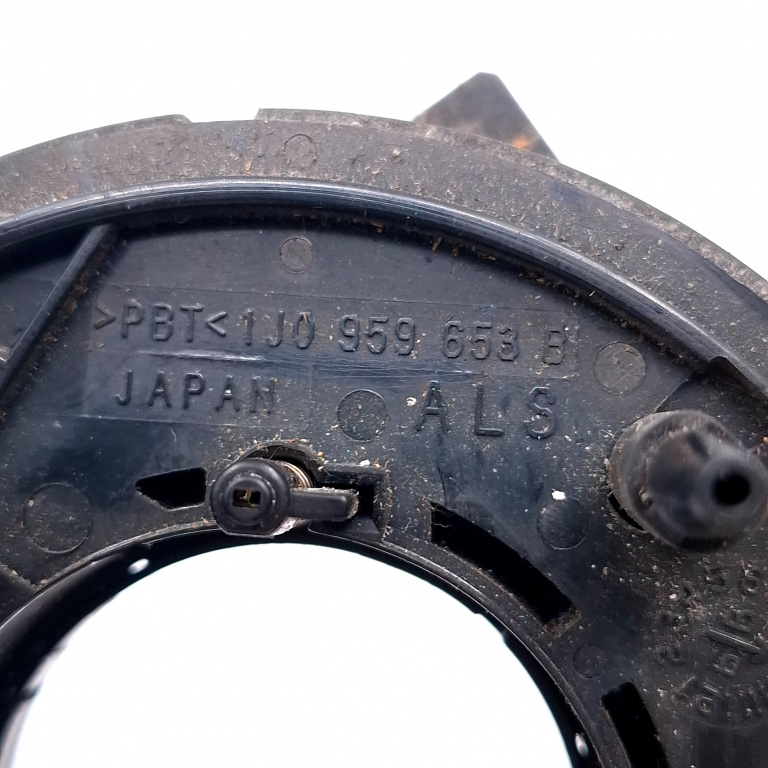 >PBT< 1J0 959 653 B
JAPAN ALS